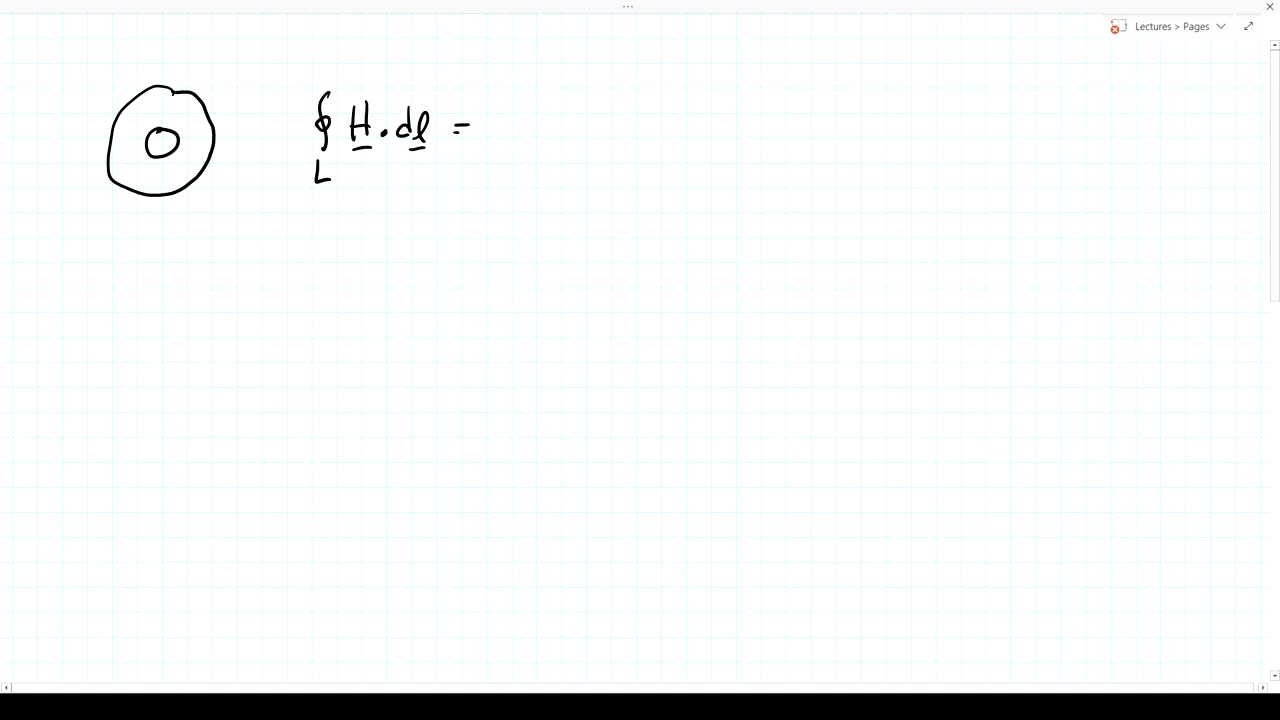 Lectures > Pages
∮ H · dl =
L